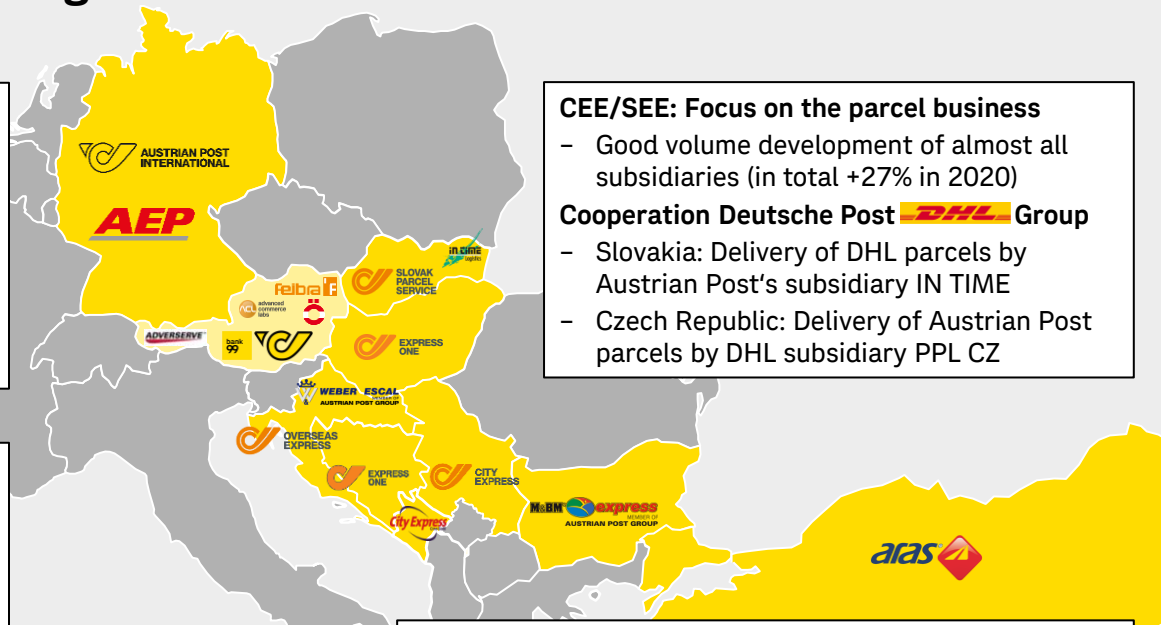 g
CEE/SEE: Focus on the parcel business
– Good volume development of almost all
subsidiaries (in total +27% in 2020)
Cooperation Deutsche Post DHL Group
– Slovakia: Delivery of DHL parcels by
Austrian Post's subsidiary IN TIME
– Czech Republic: Delivery of Austrian Post
parcels by DHL subsidiary PPL CZ
AUSTRIAN POST
INTERNATIONAL
AEP
IN TIME
Logistics
SLOVAK
PARCEL
SERVICE
feibra F
ACL advanced
commerce
labs
Ö
ADVERSERVE
bank
99
EXPRESS
ONE
WEBER ESCAL
MEMBER OF
AUSTRIAN POST GROUP
OVERSEAS
EXPRESS
EXPRESS
ONE
CITY
EXPRESS
City Express
M&BM express
MEMBER OF
AUSTRIAN POST GROUP
aras